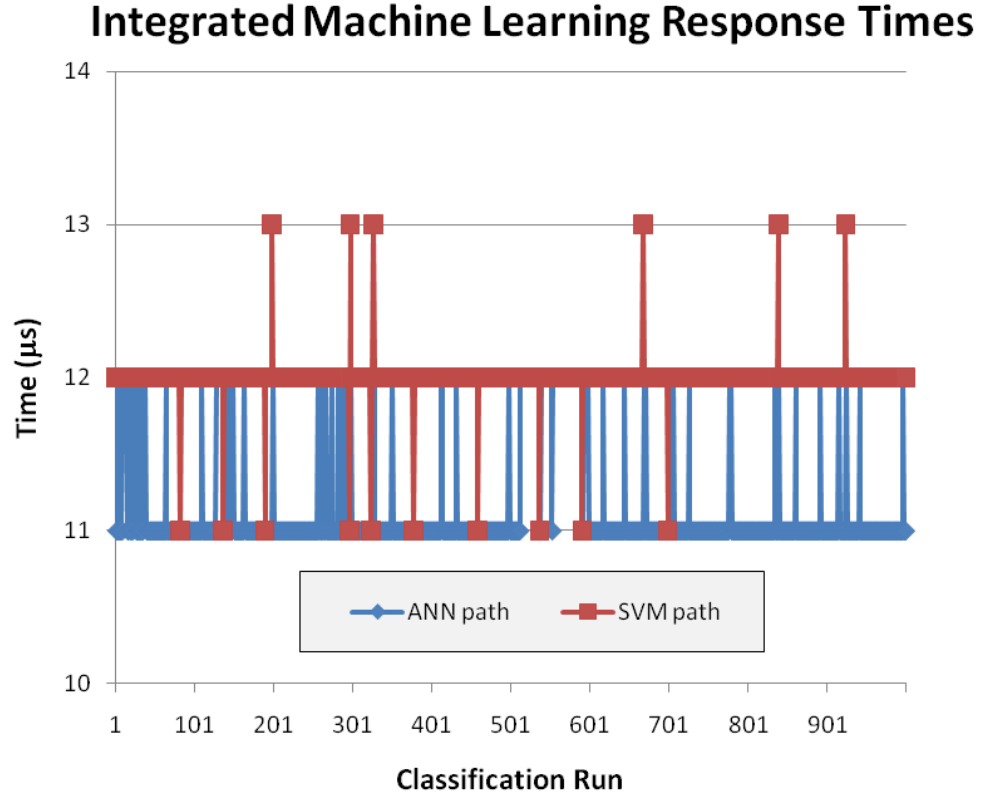 Integrated Machine Learning Response Times
14
13
12
11
10
Time (μs)
ANN path
SVM path
1 101 201 301 401 501 601 701 801 901
Classification Run